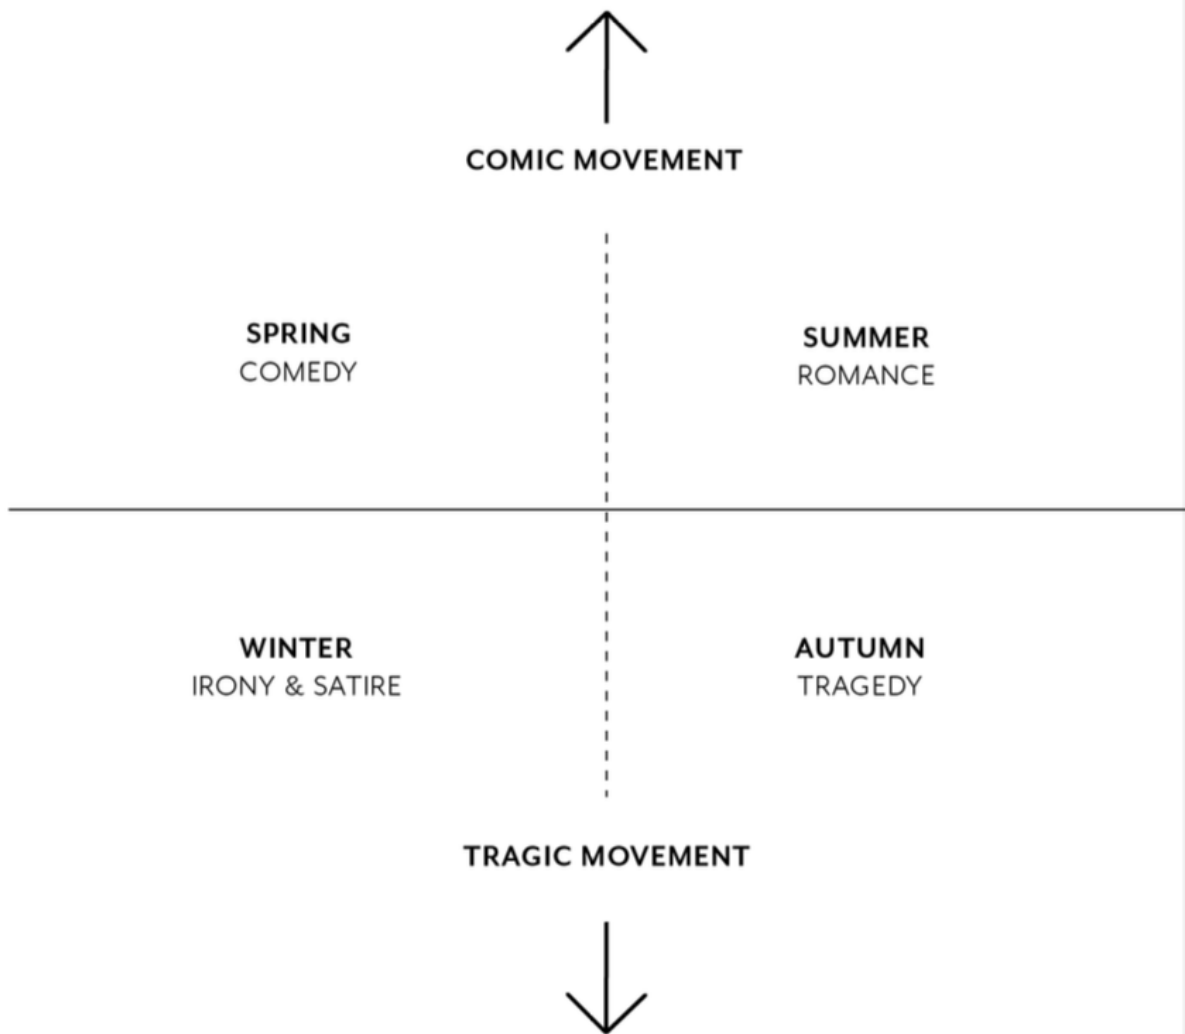 COMIC MOVEMENT
SPRING
COMEDY
SUMMER
ROMANCE
WINTER
IRONY & SATIRE
AUTUMN
TRAGEDY
TRAGIC MOVEMENT